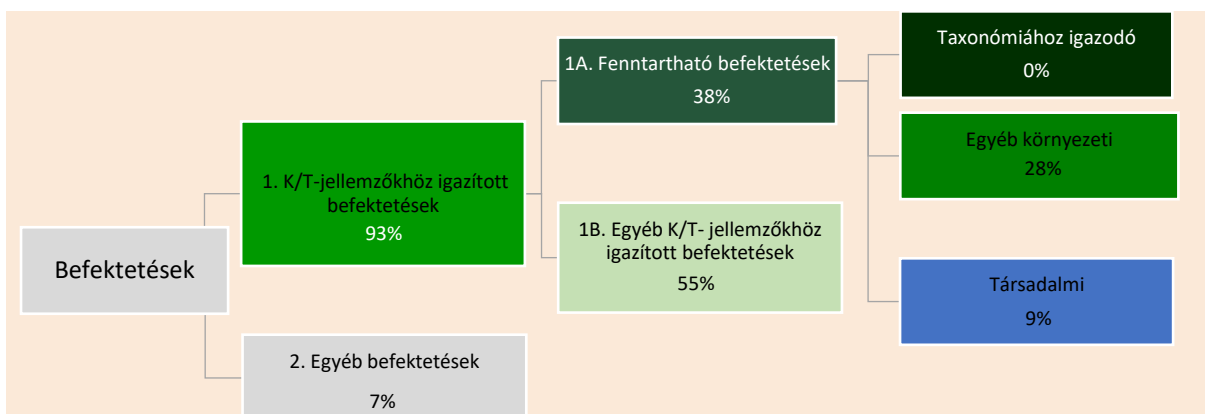 Befektetések
1. K/T-jellemzőkhöz igazított
befektetések
93%
2. Egyéb befektetések
7%
1A. Fenntartható befektetések
38%
1B. Egyéb K/T- jellemzőkhöz
igazított befektetések
55%
Taxonómiához igazodó
0%
Egyéb környezeti
28%
Társadalmi
9%